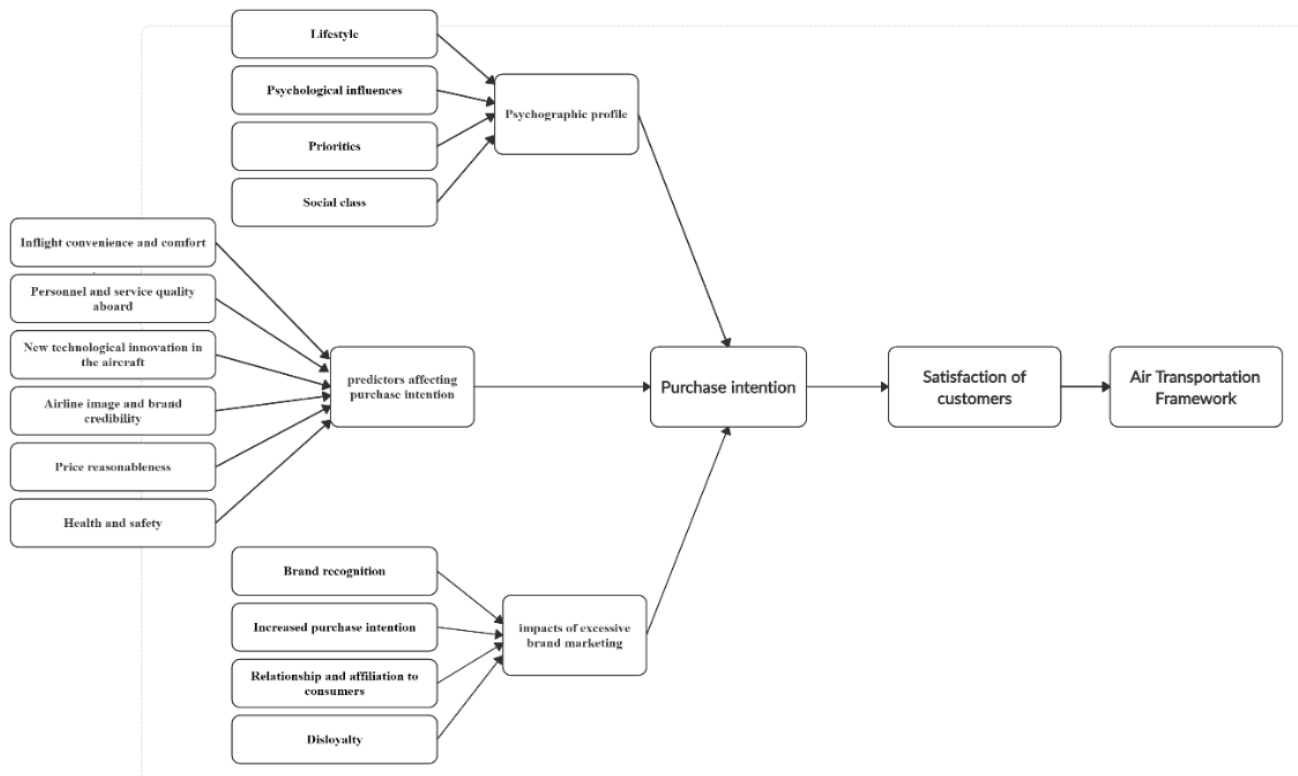 Lifestyle
Psychological influences
Priorities
Social class
Psychographic profile
Inflight convenience and comfort
Personnel and service quality
aboard
New technological innovation in
the aircraft
Airline image and brand
credibility
Price reasonableness
Health and safety
predictors affecting
purchase intention
Purchase intention
Satisfaction of
customers
Air Transportation
Framework
Brand recognition
Increased purchase intention
Relationship and affiliation to
consumers
Disloyalty
impacts of excessive
brand marketing